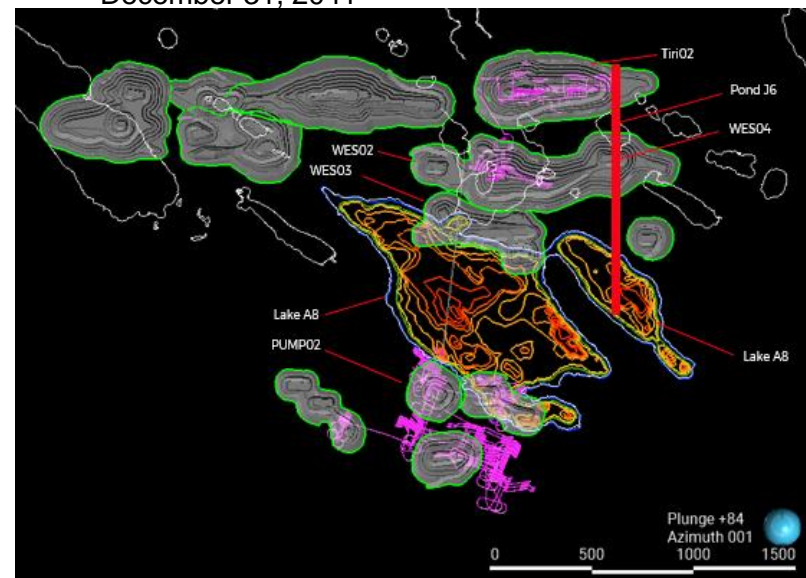 Tiri02
Pond J6
WES04
WES02
WES03
Lake A8
Lake A8
PUMP02
Plunge +84
Azimuth 001
0 500 1000 1500